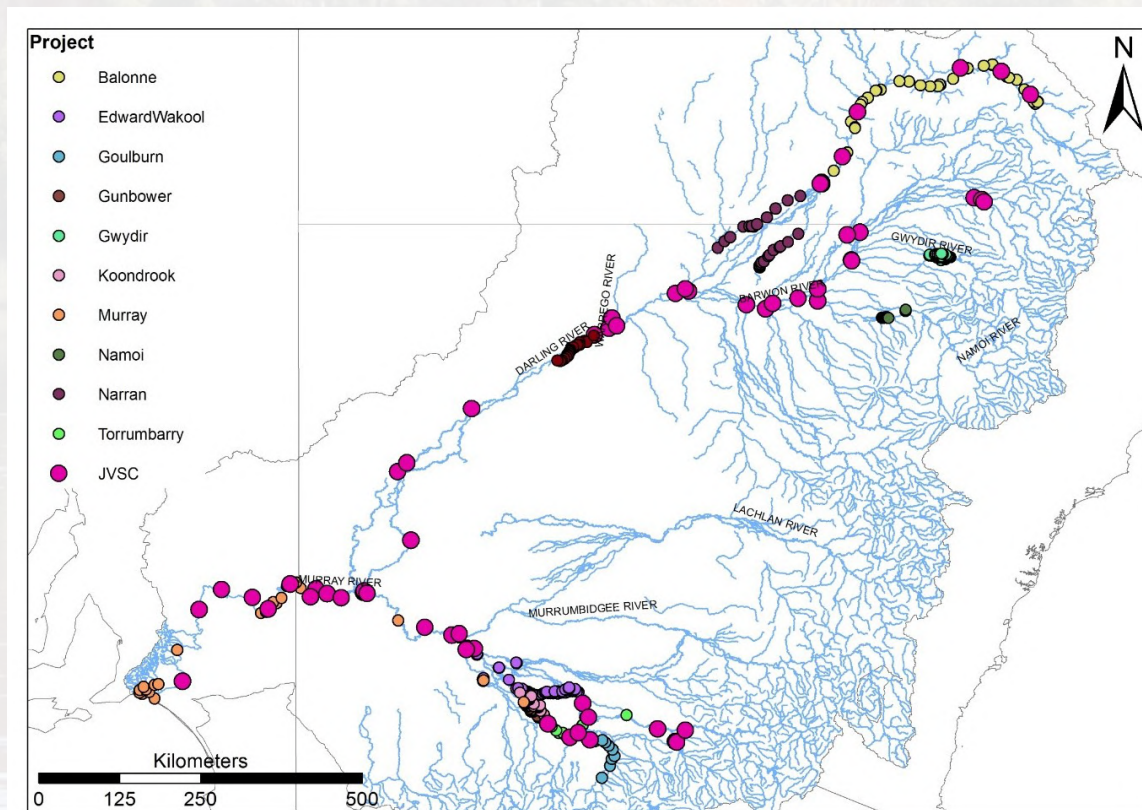 Project
Balonne
EdwardWakool
Goulburn
Gunbower
Gwydir
Koondrook
Murray
Namoi
Narran
Torrumbarry
JVSC
N
GWYDIR RIVER
BARWON RIVER
WARREGO RIVER
NAMOI RIVER
DARLING RIVER
LACHLAN RIVER
MURRAY RIVER
MURRUMBIDGEE RIVER
Kilometers
0 125 250 500